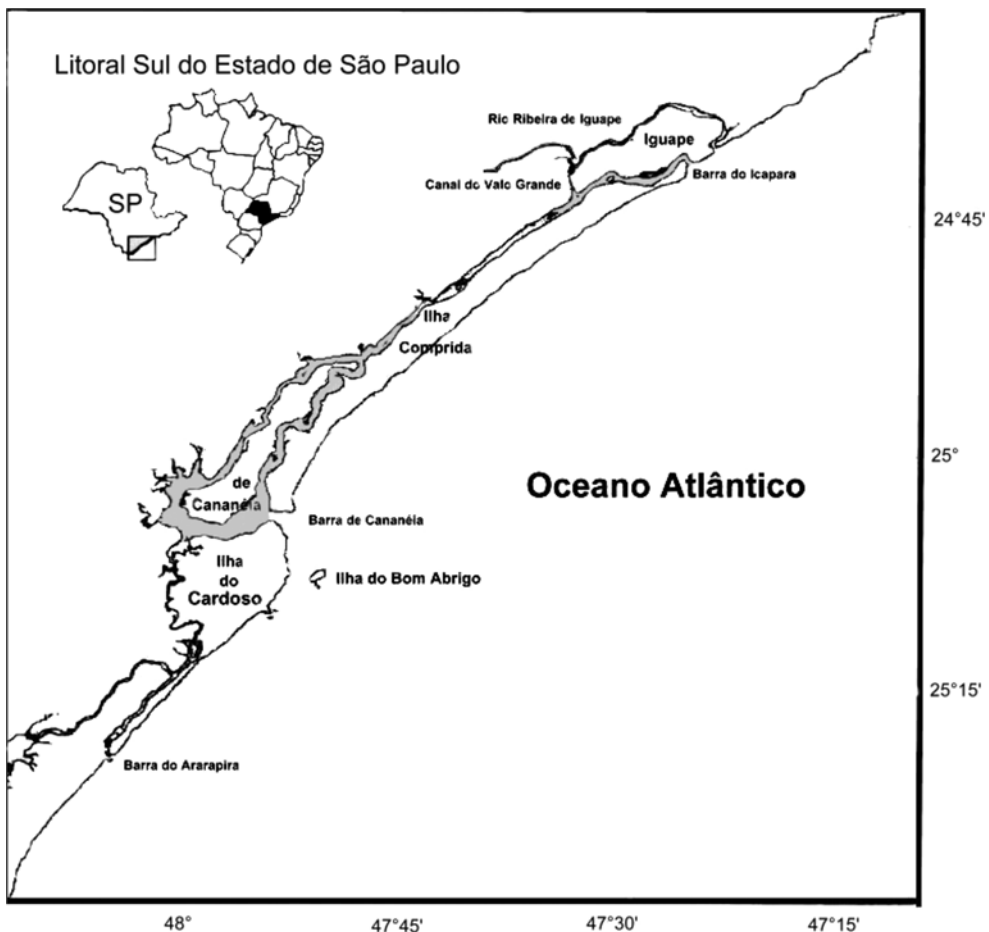 Litoral Sul do Estado de São Paulo
SP
Rio Ribeira de Iguape
Iguape
Canal do Valo Grande
Barra do Icapara
24°45'
Ilha
Comprida
25°
Oceano Atlântico
de
Cananéia
Barra de Cananéia
Ilha
do
Cardoso
Ilha do Bom Abrigo
25°15'
Barra do Ararapira
48°
47°45'
47°30'
47°15'